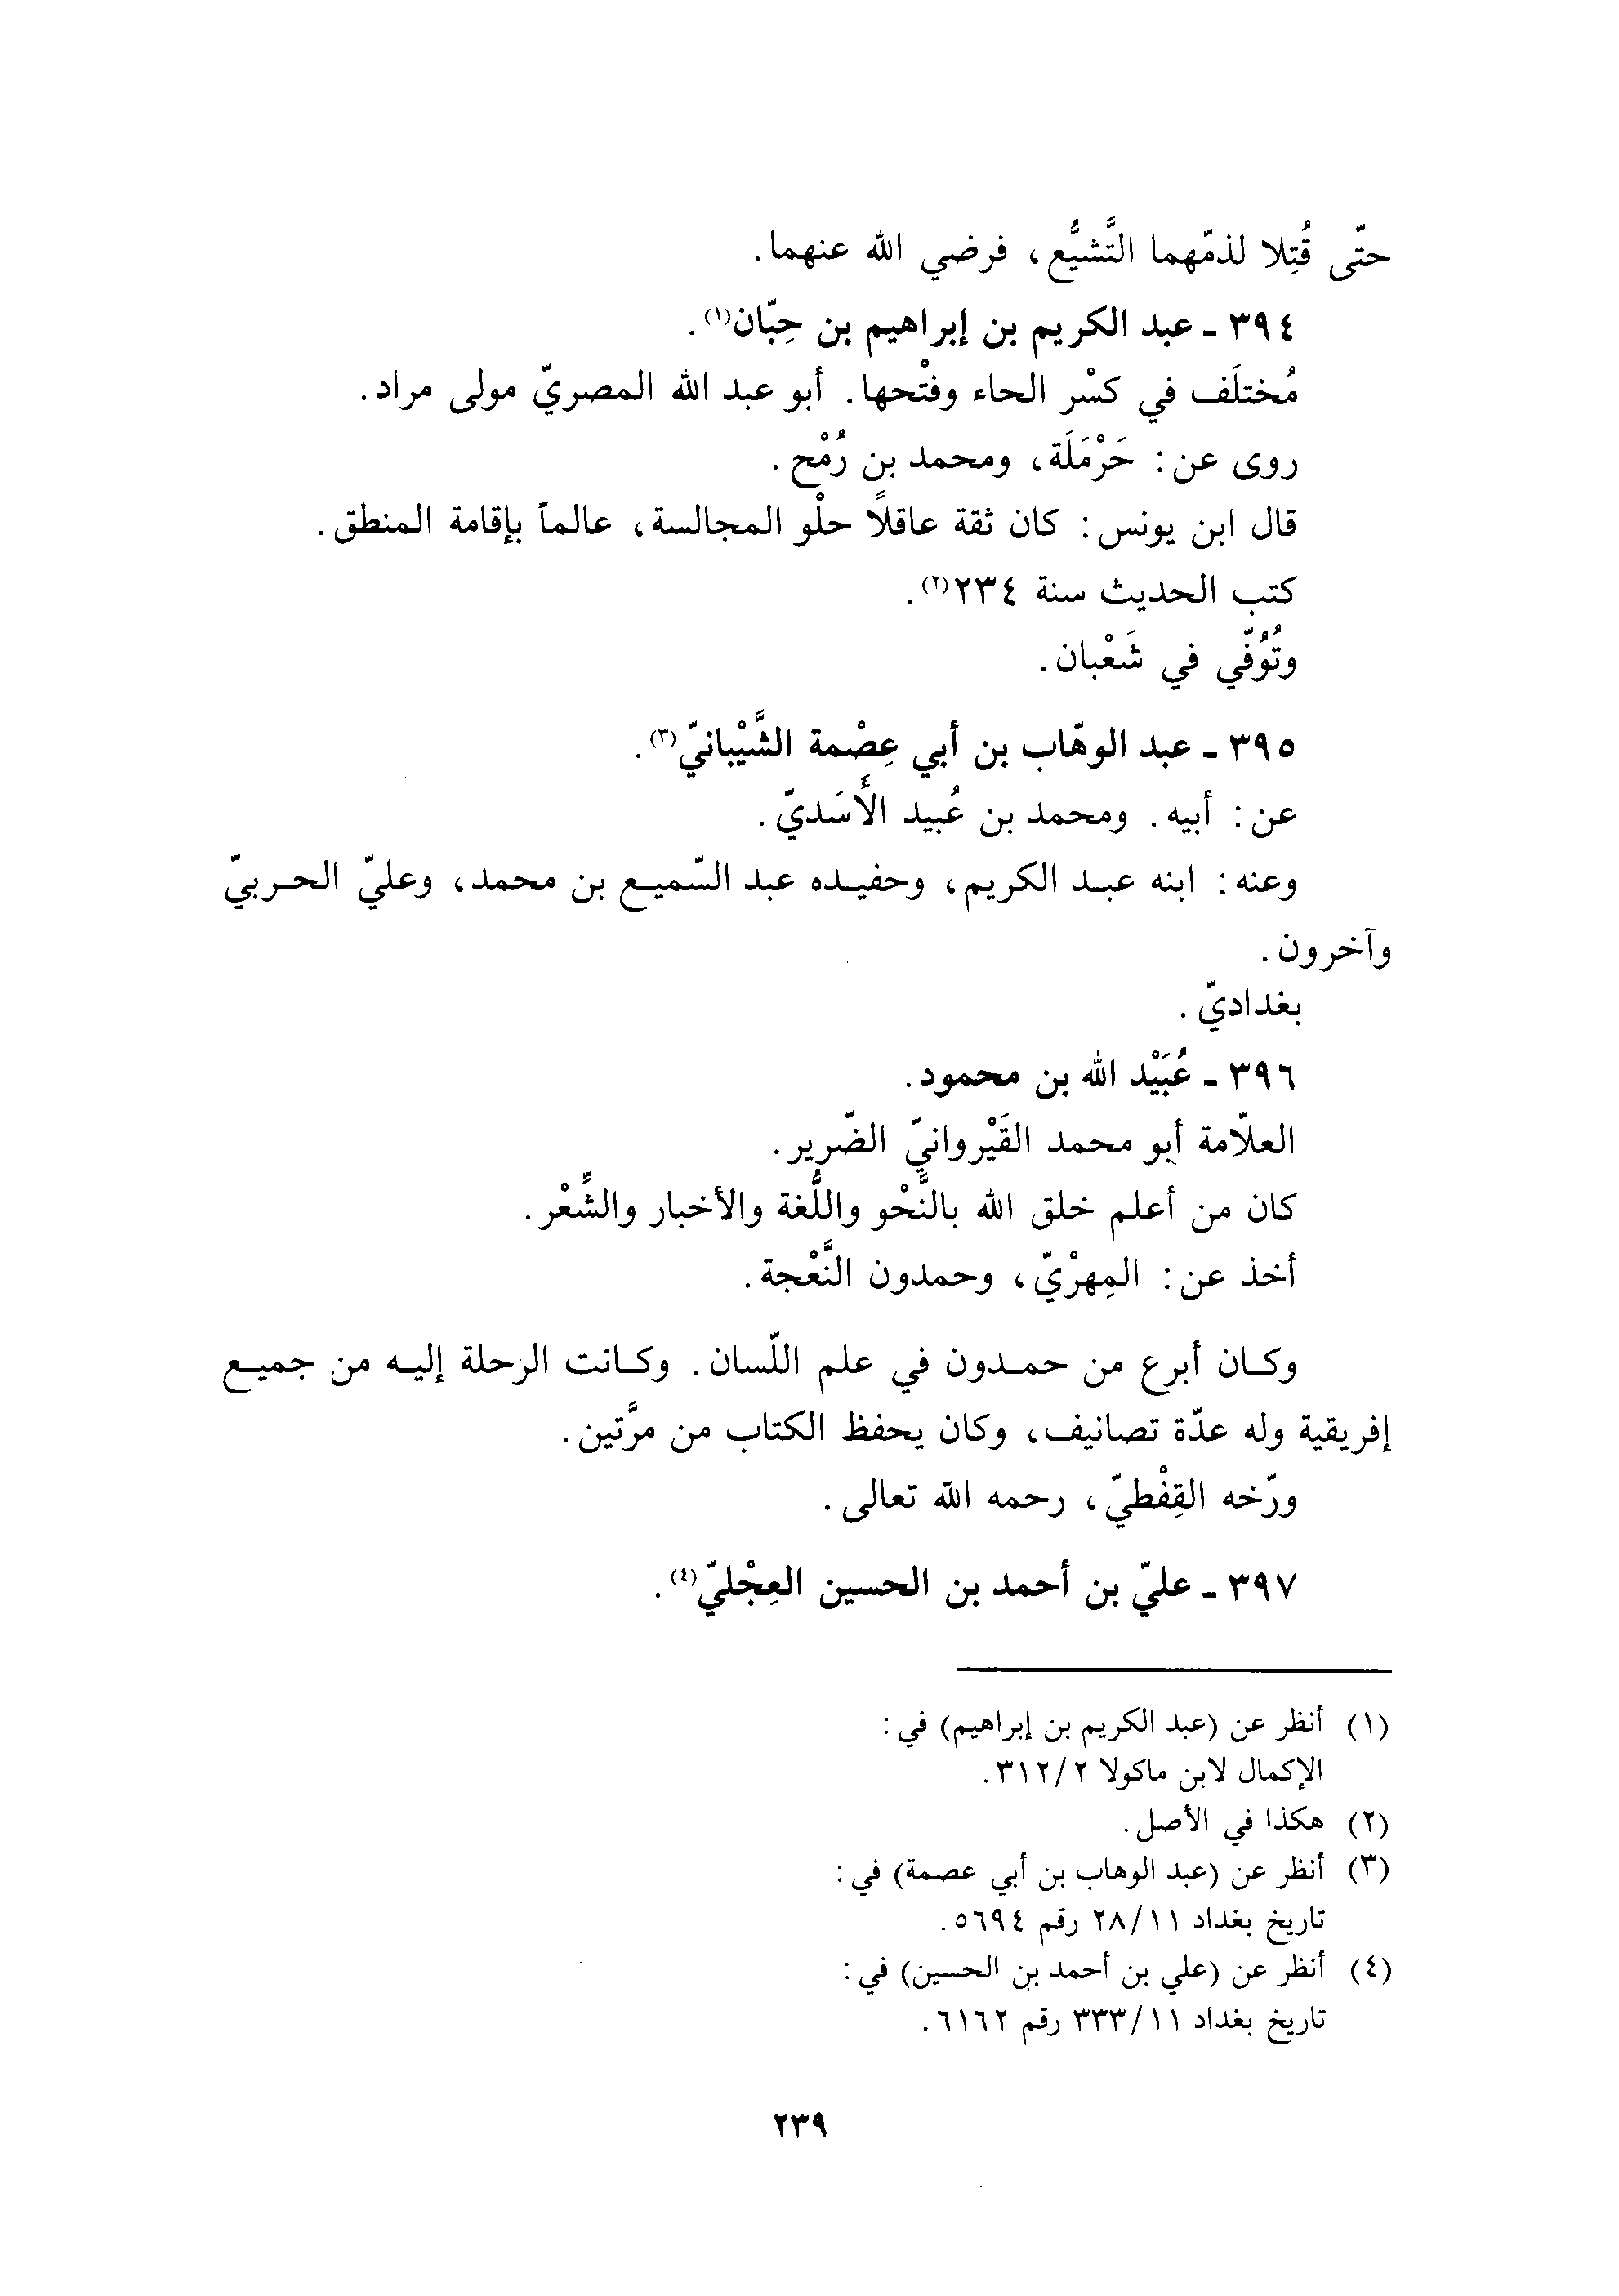 حتّى قُتِلا لذمّهما التَّشيُّع، فرضي الله عنهما.
٣٩٤ ـ عبد الكريم بن إبراهيم بن حِبّان(١).
مُختلَف في كسْر الحاء وفتْحها. أبو عبد الله المصريّ مولى مراد.
روى عن: حَرْمَلَة، ومحمد بن رُمْح.
قال ابن يونس: كان ثقة عاقلاً حلْو المجالسة، عالماً بإقامة المنطق.
كتب الحديث سنة ٢٣٤(٢).
وتُوُفّي في شَعْبان.
٣٩٥ ـ عبد الوهّاب بن أبي عِصْمة الشَّيْبانيّ(٣).
عن: أبيه. ومحمد بن عُبيد الأَسَديّ.
وعنه: ابنه عبـد الكريم، وحفيـده عبد السّميـع بن محمد، وعليّ الحـربيّ
وآخرون.
بغداديّ.
٣٩٦ ـ عُبَيْد الله بن محمود.
العلاّمة أبو محمد القَيْروانيّ الضّرير.
كان من أعلم خلق الله بالنَّحْو واللُّغة والأخبار والشِّعْر.
أخذ عن: المِهرْيّ، وحمدون النَّعْجة.
وكـان أبرع من حمـدون في علم اللّسان. وكـانت الرحلة إليـه من جميـع
إفريقية وله عدّة تصانيف، وكان يحفظ الكتاب من مرَّتين.
ورّخه القِفْطيّ، رحمه الله تعالى.
٣٩٧ ـ عليّ بن أحمد بن الحسين العِجْليّ(٤).
(١) أنظر عن (عبد الكريم بن إبراهيم) في:
الإكمال لابن ماكولا ٣١٢/٢.
(٢) هكذا في الأصل.
(٣) أنظر عن (عبد الوهاب بن أبي عصمة) في:
تاريخ بغداد ٢٨/١١ رقم ٥٦٩٤.
(٤) أنظر عن (علي بن أحمد بن الحسين) في:
تاريخ بغداد ٣٣٣/١١ رقم ٦١٦٢.
٢٣٩